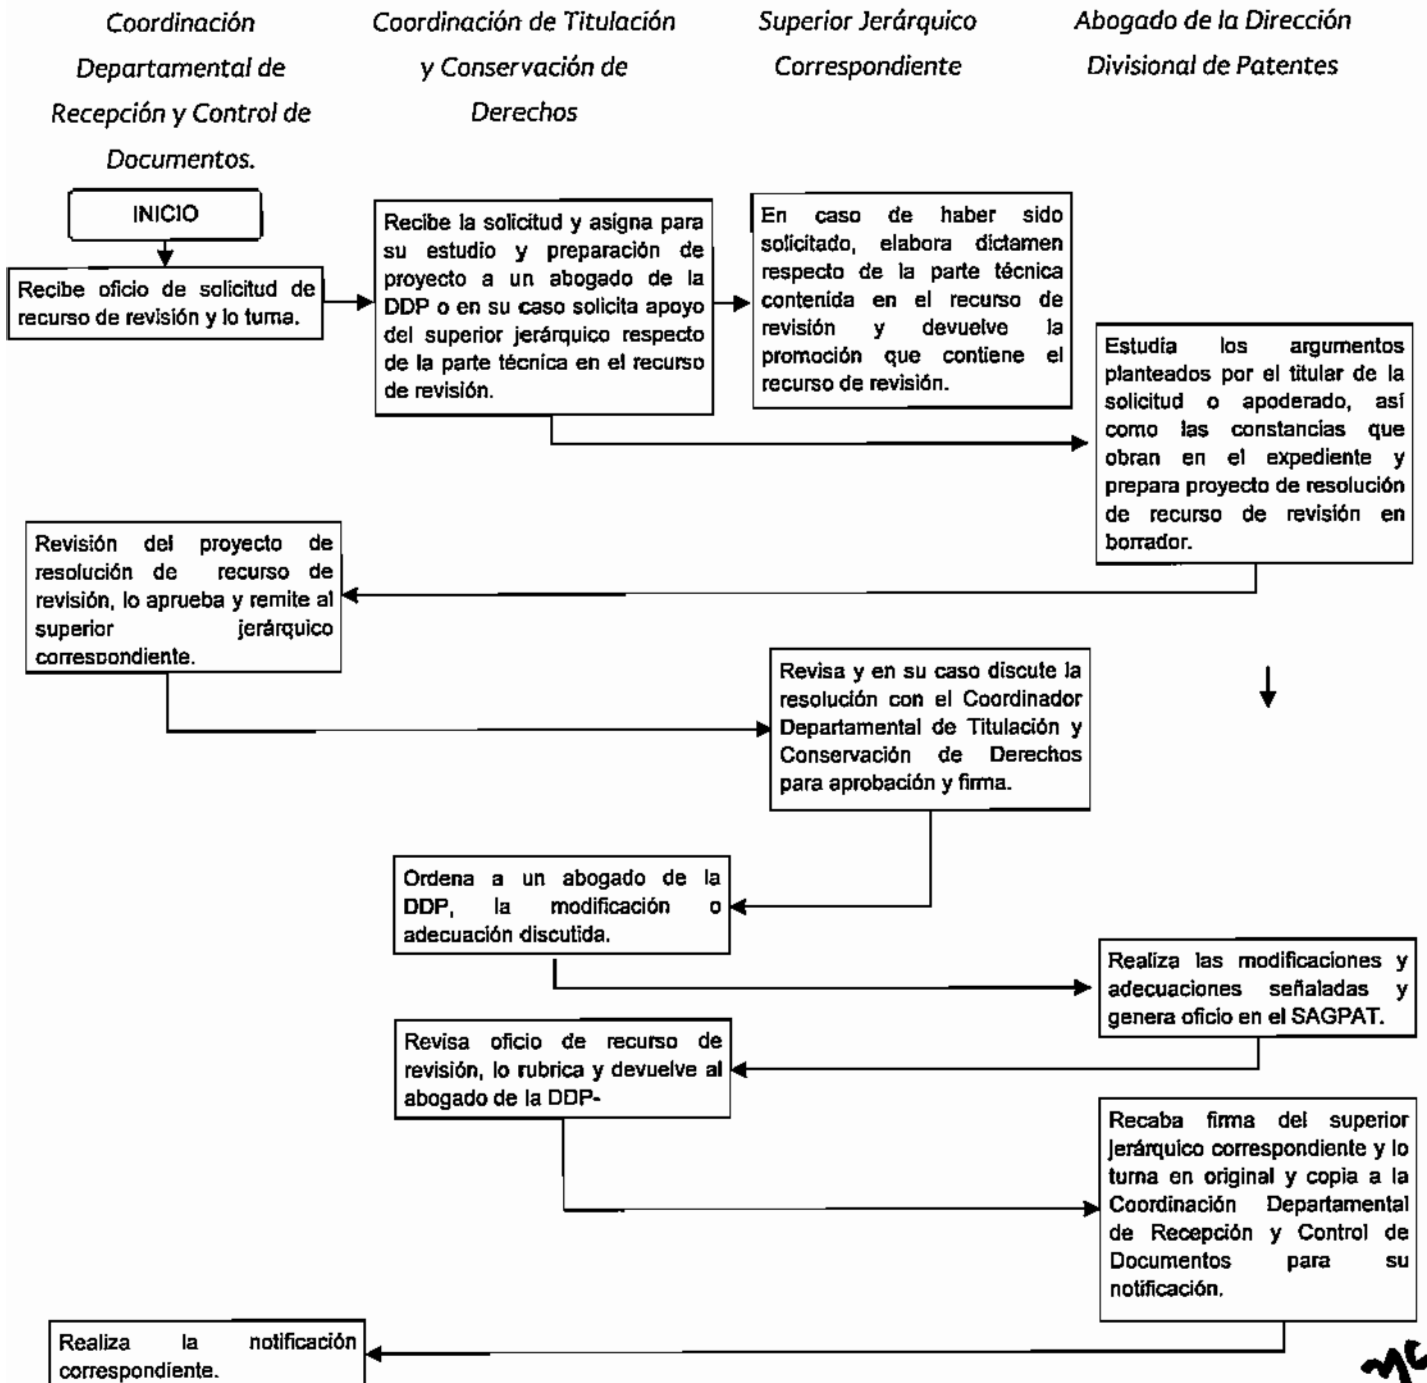 Coordinación
Departamental de
Recepción y Control de
Documentos.
Coordinación de Titulación
y Conservación de
Derechos
Superior Jerárquico
Correspondiente
Abogado de la Dirección
Divisional de Patentes
INICIO
Recibe oficio de solicitud de
recurso de revisión y lo turna.
Recibe la solicitud y asigna para
su estudio y preparación de
proyecto a un abogado de la
DDP o en su caso solicita apoyo
del superior jerárquico respecto
de la parte técnica en el recurso
de revisión.
En caso de haber sido
solicitado, elabora dictamen
respecto de la parte técnica
contenida en el recurso de
revisión y devuelve la
promoción que contiene el
recurso de revisión.
Estudía los argumentos
planteados por el titular de la
solicitud o apoderado, así
como las constancias que
obran en el expediente y
prepara proyecto de resolución
de recurso de revisión en
borrador.
Revisión del proyecto de
resolución de recurso de
revisión, lo aprueba y remite al
superior jerárquico
correspondiente.
Revisa y en su caso discute la
resolución con el Coordinador
Departamental de Titulación y
Conservación de Derechos
para aprobación y firma.
Ordena a un abogado de la
DDP, la modificación o
adecuación discutida.
Realiza las modificaciones y
adecuaciones señaladas y
genera oficio en el SAGPAT.
Revisa oficio de recurso de
revisión, lo rubrica y devuelve al
abogado de la DDP-
Recaba firma del superior
jerárquico correspondiente y lo
turna en original y copia a la
Coordinación Departamental
de Recepción y Control de
Documentos para su
notificación.
Realiza la notificación
correspondiente.